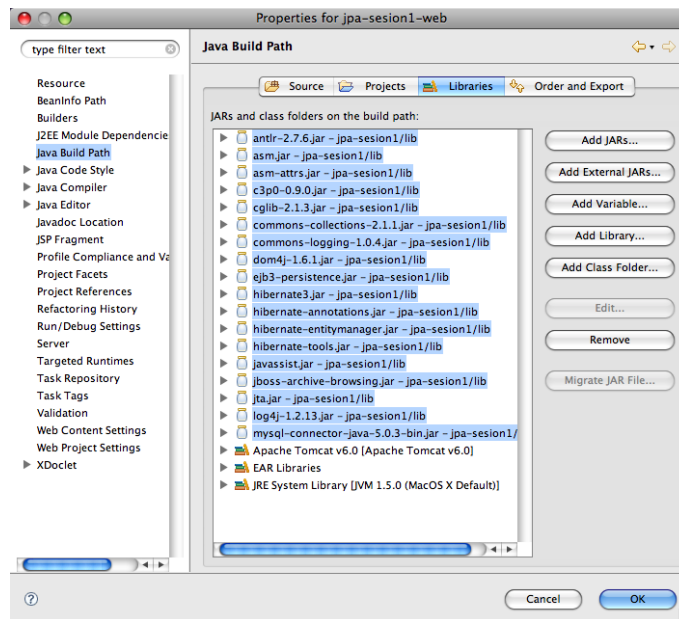 Properties for jpa-sesion1-web
type filter text
Java Build Path
Resource
BeanInfo Path
Builders
J2EE Module Dependencie
Java Build Path
Java Code Style
Java Compiler
Java Editor
Javadoc Location
JSP Fragment
Profile Compliance and Va
Project Facets
Project References
Refactoring History
Run/Debug Settings
Server
Targeted Runtimes
Task Repository
Task Tags
Validation
Web Content Settings
Web Project Settings
XDoclet
Source Projects Libraries Order and Export
JARs and class folders on the build path:
antlr-2.7.6.jar - jpa-sesion1/lib
asm.jar - jpa-sesion1/lib
asm-attrs.jar - jpa-sesion1/lib
c3p0-0.9.0.jar - jpa-sesion1/lib
cglib-2.1.3.jar - jpa-sesion1/lib
commons-collections-2.1.1.jar - jpa-sesion1/lib
commons-logging-1.0.4.jar - jpa-sesion1/lib
dom4j-1.6.1.jar - jpa-sesion1/lib
ejb3-persistence.jar - jpa-sesion1/lib
hibernate3.jar - jpa-sesion1/lib
hibernate-annotations.jar - jpa-sesion1/lib
hibernate-entitymanager.jar - jpa-sesion1/lib
hibernate-tools.jar - jpa-sesion1/lib
javassist.jar - jpa-sesion1/lib
jboss-archive-browsing.jar - jpa-sesion1/lib
jta.jar - jpa-sesion1/lib
log4j-1.2.13.jar - jpa-sesion1/lib
mysql-connector-java-5.0.3-bin.jar - jpa-sesion1/
Apache Tomcat v6.0 [Apache Tomcat v6.0]
EAR Libraries
JRE System Library [JVM 1.5.0 (MacOS X Default)]
Add JARs...
Add External JARs...
Add Variable...
Add Library...
Add Class Folder...
Edit...
Remove
Migrate JAR File...
?
Cancel
OK